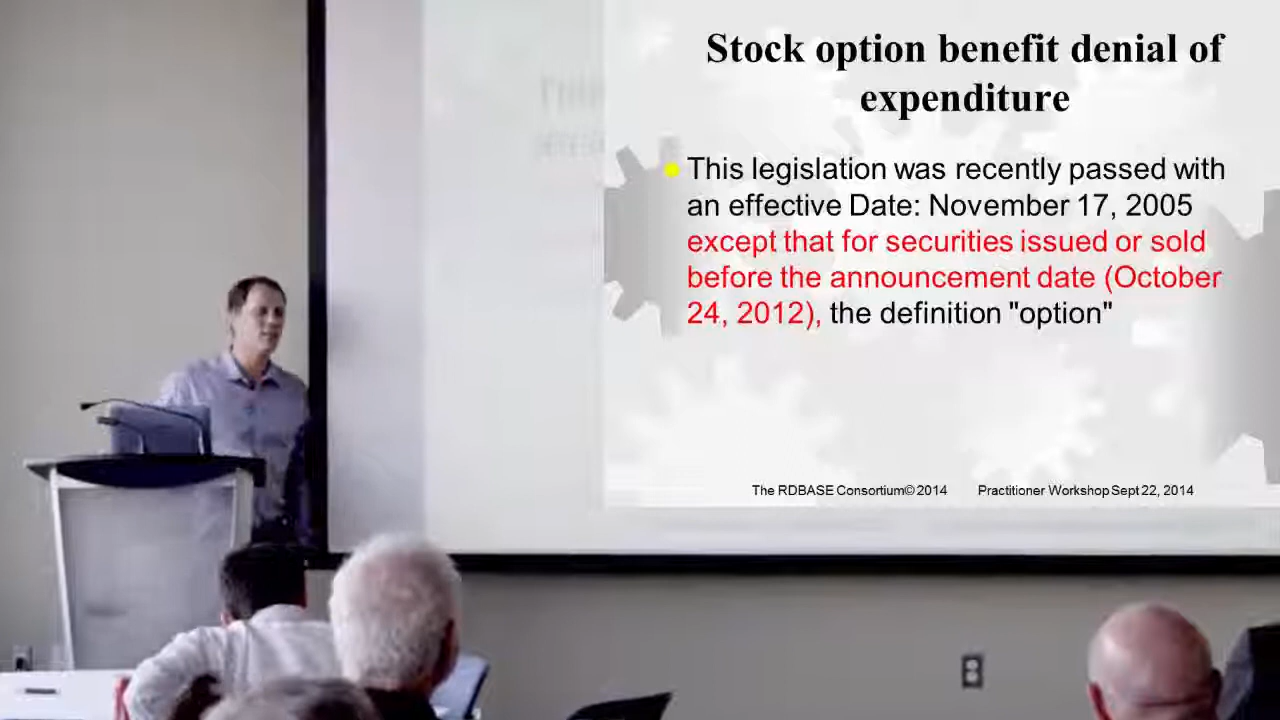 Stock option benefit denial of
expenditure
This legislation was recently passed with
an effective Date: November 17, 2005
except that for securities issued or sold
before the announcement date (October
24, 2012), the definition "option"
The RDBASE Consortium© 2014 Practitioner Workshop Sept 22, 2014